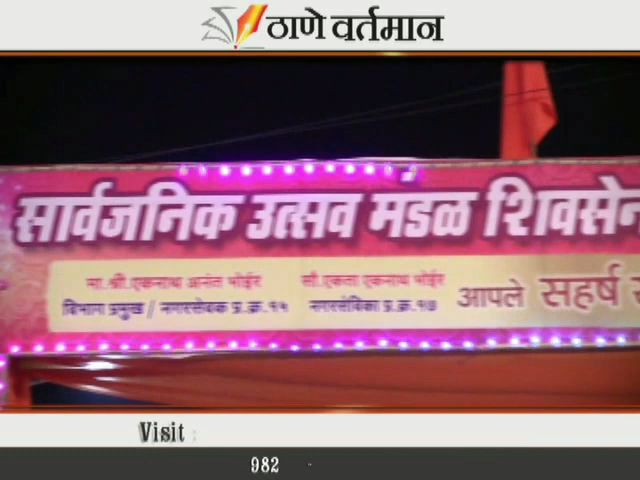 ठाणे वर्तमान
सार्वजनिक उत्सव मंडळ शिवसेन
मा.श्री.एकनाथ अनंत भोईर
विभाग प्रमुख / नगरसेवक प्र.क्र.१५
सौ.एकता एकनाथ भोईर
नगरसेविका प्र.क्र.१७
आपले सहर्ष
Visit :
982